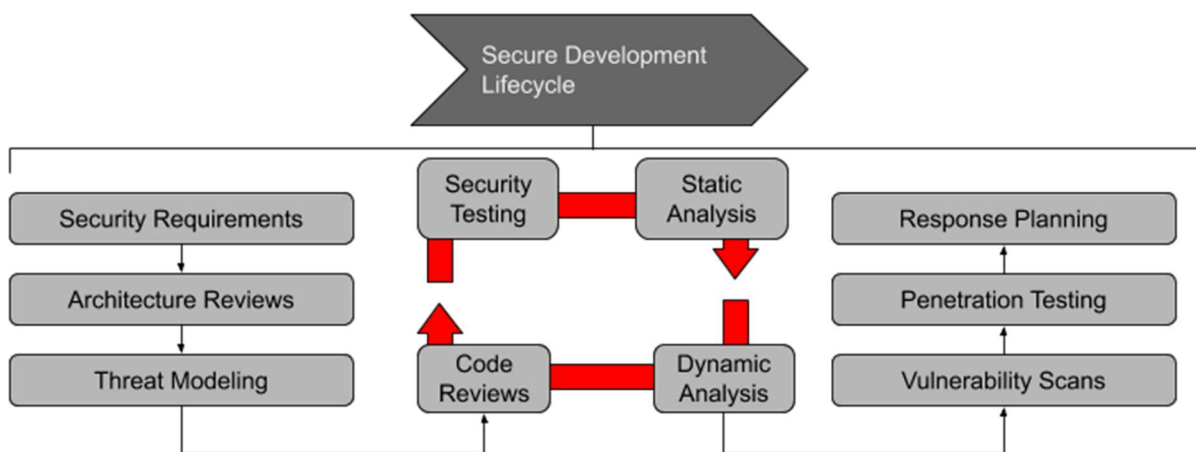 Secure Development
Lifecycle
Security Requirements
Architecture Reviews
Threat Modeling
Security
Testing
Static
Analysis
Code
Reviews
Dynamic
Analysis
Response Planning
Penetration Testing
Vulnerability Scans